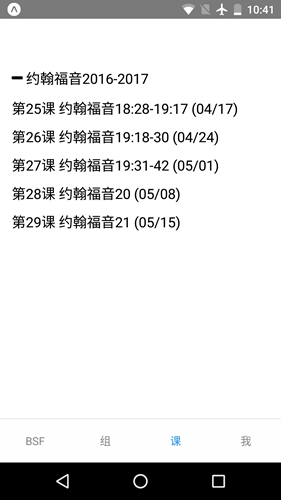 10:41
约翰福音2016-2017
第25课 约翰福音18:28-19:17 (04/17)
第26课 约翰福音19:18-30 (04/24)
第27课 约翰福音19:31-42 (05/01)
第28课 约翰福音20 (05/08)
第29课 约翰福音21 (05/15)
BSF 组 课 我